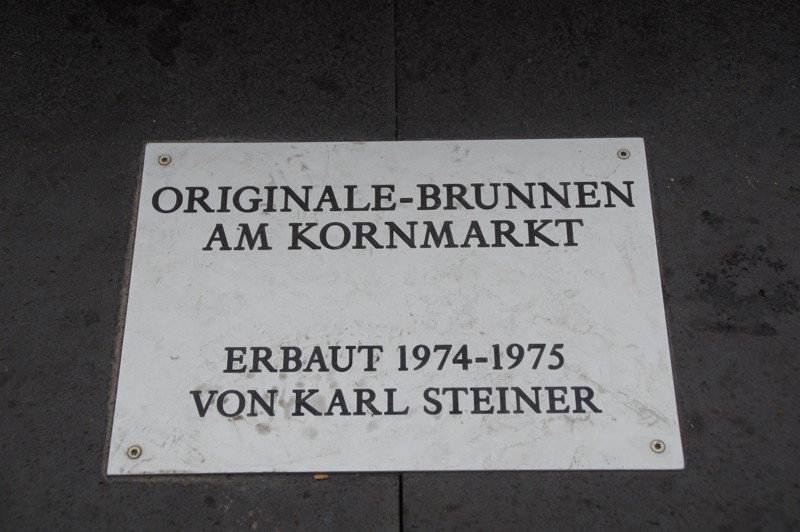 ORIGINALE-BRUNNEN
AM KORNMARKT
ERBAUT 1974-1975
VON KARL STEINER